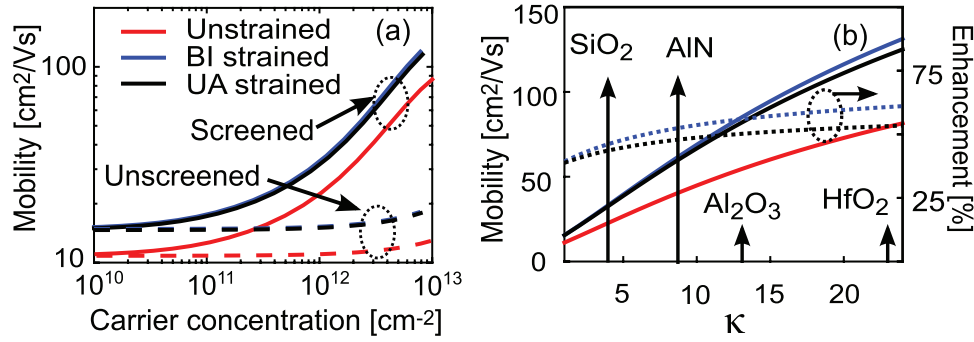 Unstrained
BI strained
UA strained
(a)
Screened
Unscreened
Mobility [cm²/Vs]
100
10
10¹⁰
10¹¹
10¹²
10¹³
Carrier concentration [cm-²]
(b)
SiO₂
AlN
Al₂O₃
HfO₂
Mobility [cm²/Vs]
150
100
50
0
5
10
15
20
κ
75
25
Enhancement [%]